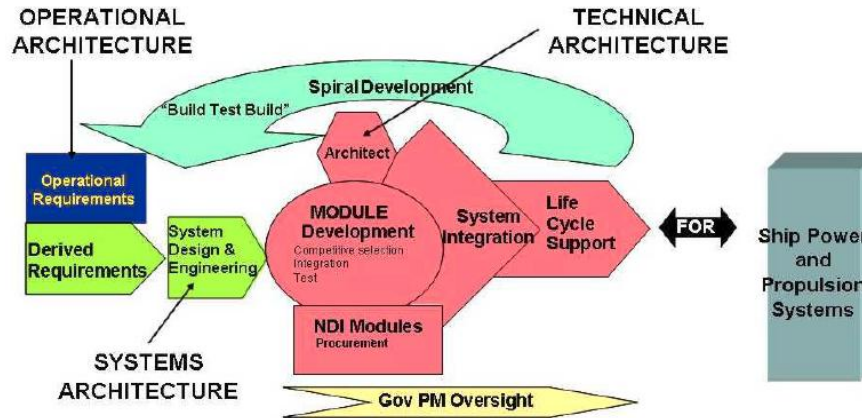 OPERATIONAL
ARCHITECTURE
TECHNICAL
ARCHITECTURE
Spiral Development
"Build Test Build"
Architect
Operational
Requirements
Derived
Requirements
System
Design &
Engineering
MODULE
Development
Competitive selection
Integration
Test
System
Integration
Life
Cycle
Support
FOR
Ship Power
and
Propulsion
Systems
NDI Modules
Procurement
SYSTEMS
ARCHITECTURE
Gov PM Oversight